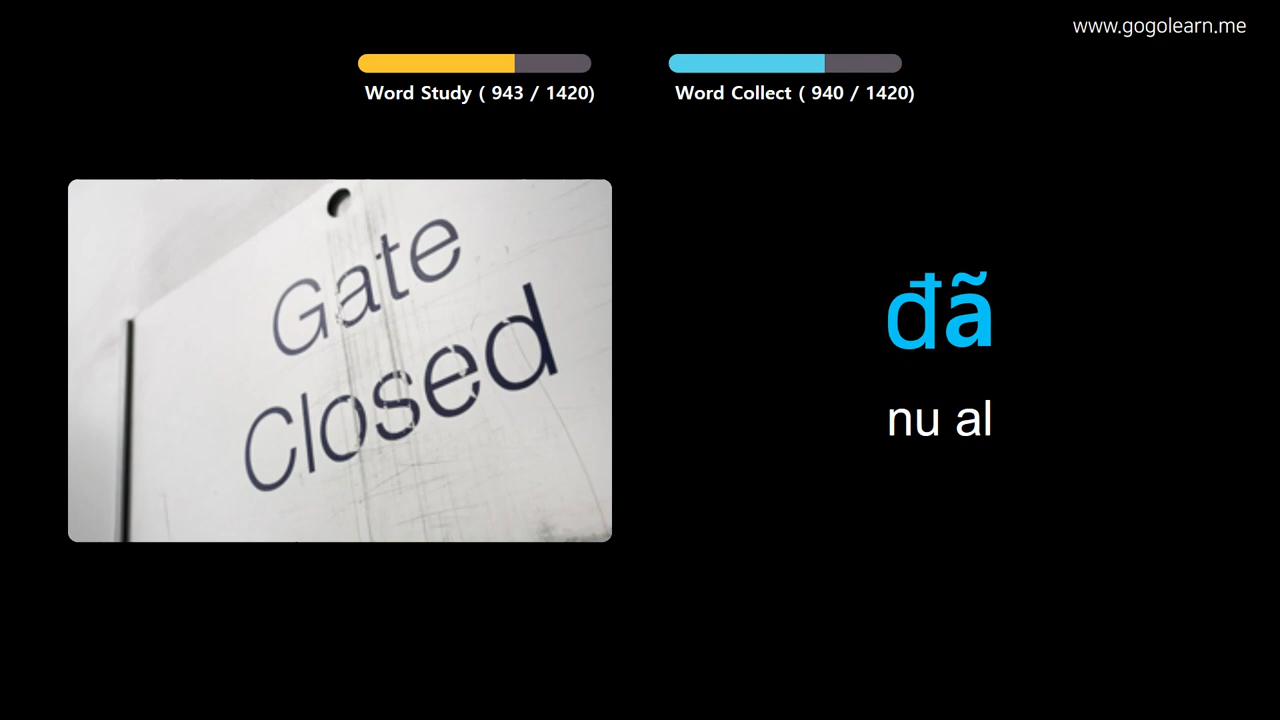 www.gogolearn.me
Word Study ( 943 / 1420)
Word Collect ( 940 / 1420)
Gate
Closed
đã
nu al